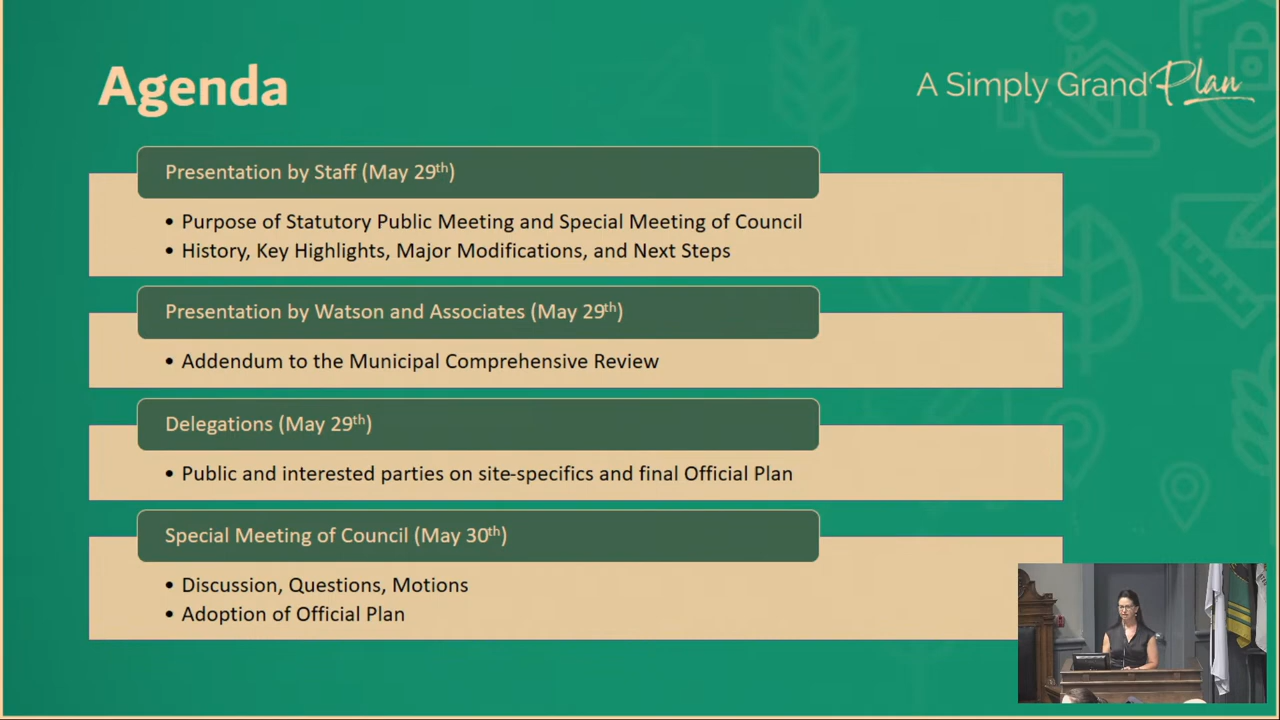 Agenda
A Simply Grand Plan
Presentation by Staff (May 29th)
• Purpose of Statutory Public Meeting and Special Meeting of Council
• History, Key Highlights, Major Modifications, and Next Steps
Presentation by Watson and Associates (May 29th)
• Addendum to the Municipal Comprehensive Review
Delegations (May 29th)
• Public and interested parties on site-specifics and final Official Plan
Special Meeting of Council (May 30th)
• Discussion, Questions, Motions
• Adoption of Official Plan